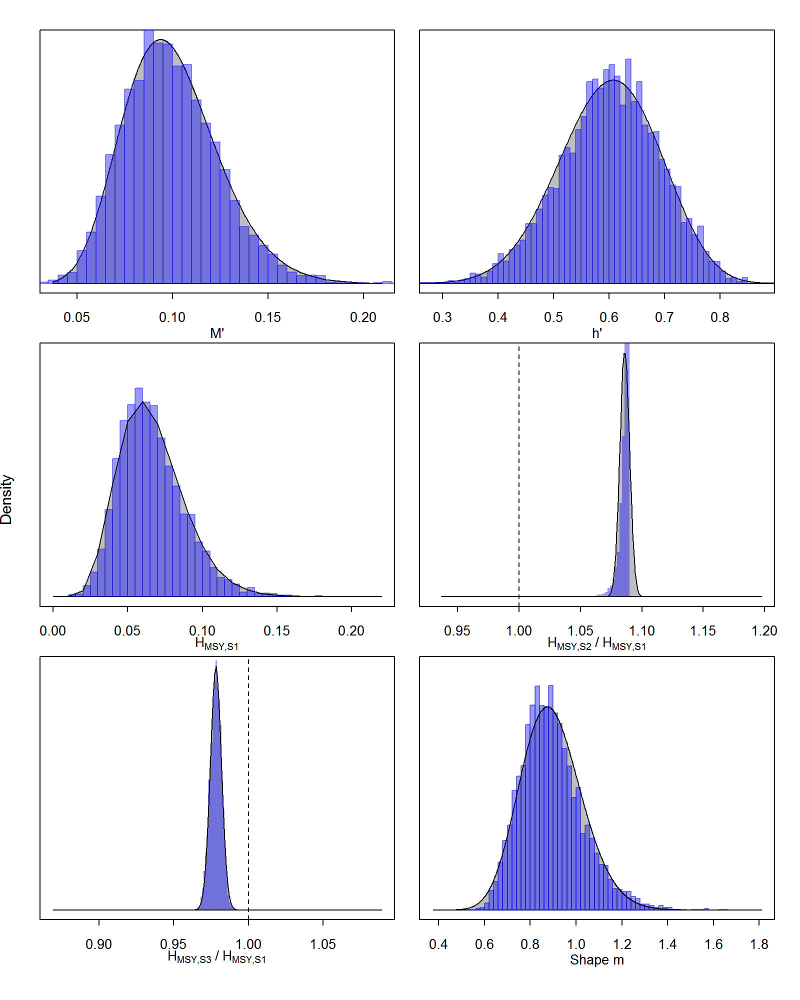 0.05 0.10 0.15 0.20
M'
0.3 0.4 0.5 0.6 0.7 0.8
h'
Density
0.00 0.05 0.10 0.15 0.20
HMSY,S1
0.95 1.00 1.05 1.10 1.15 1.20
HMSY,S2 / HMSY,S1
0.90 0.95 1.00 1.05
HMSY,S3 / HMSY,S1
0.4 0.6 0.8 1.0 1.2 1.4 1.6 1.8
Shape m